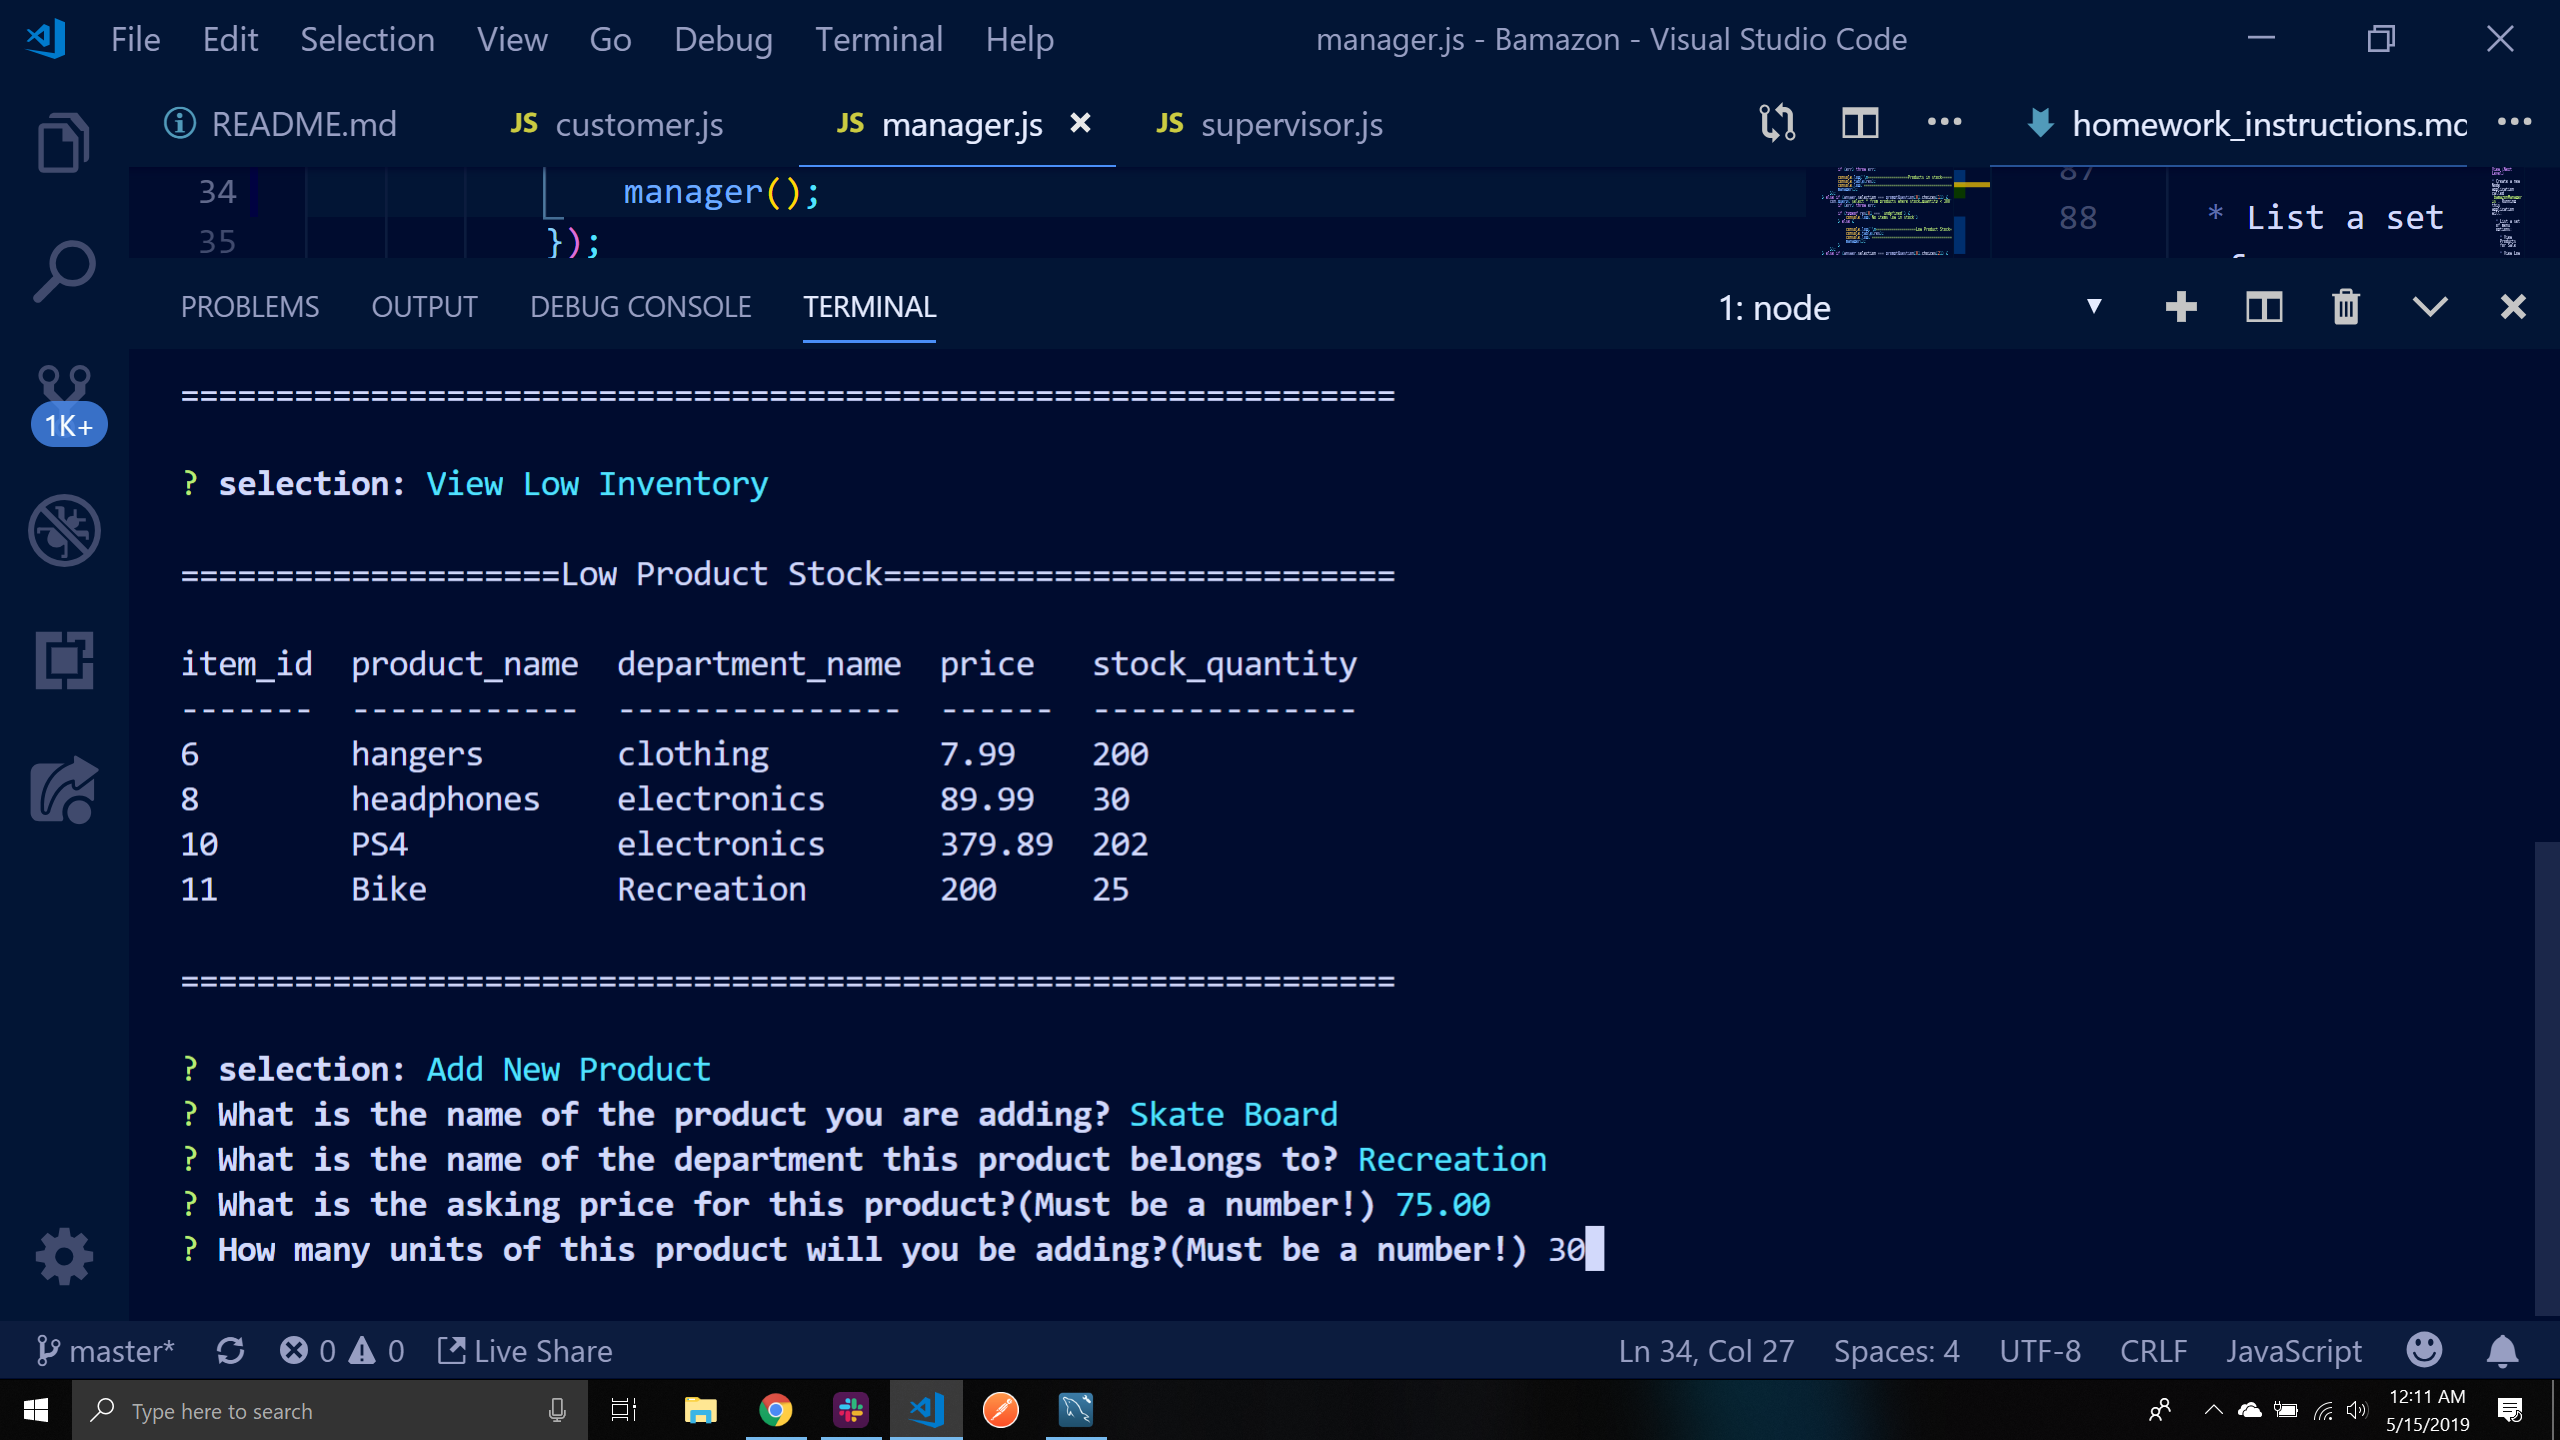 File Edit Selection View Go Debug Terminal Help manager.js - Bamazon - Visual Studio Code
README.md JS customer.js JS manager.js JS supervisor.js homework_instructions.mc
34 manager();
35 });
87
88 * List a set
PROBLEMS OUTPUT DEBUG CONSOLE TERMINAL 1: node
================================================================
? selection: View Low Inventory
====================Low Product Stock===========================
item_id product_name department_name price stock_quantity
------- ------------ --------------- ------ --------------
6 hangers clothing 7.99 200
8 headphones electronics 89.99 30
10 PS4 electronics 379.89 202
11 Bike Recreation 200 25
================================================================
? selection: Add New Product
? What is the name of the product you are adding? Skate Board
? What is the name of the department this product belongs to? Recreation
? What is the asking price for this product?(Must be a number!) 75.00
? How many units of this product will you be adding?(Must be a number!) 30
1K+
master* 0 0 Live Share Ln 34, Col 27 Spaces: 4 UTF-8 CRLF JavaScript
Type here to search
12:11 AM
5/15/2019